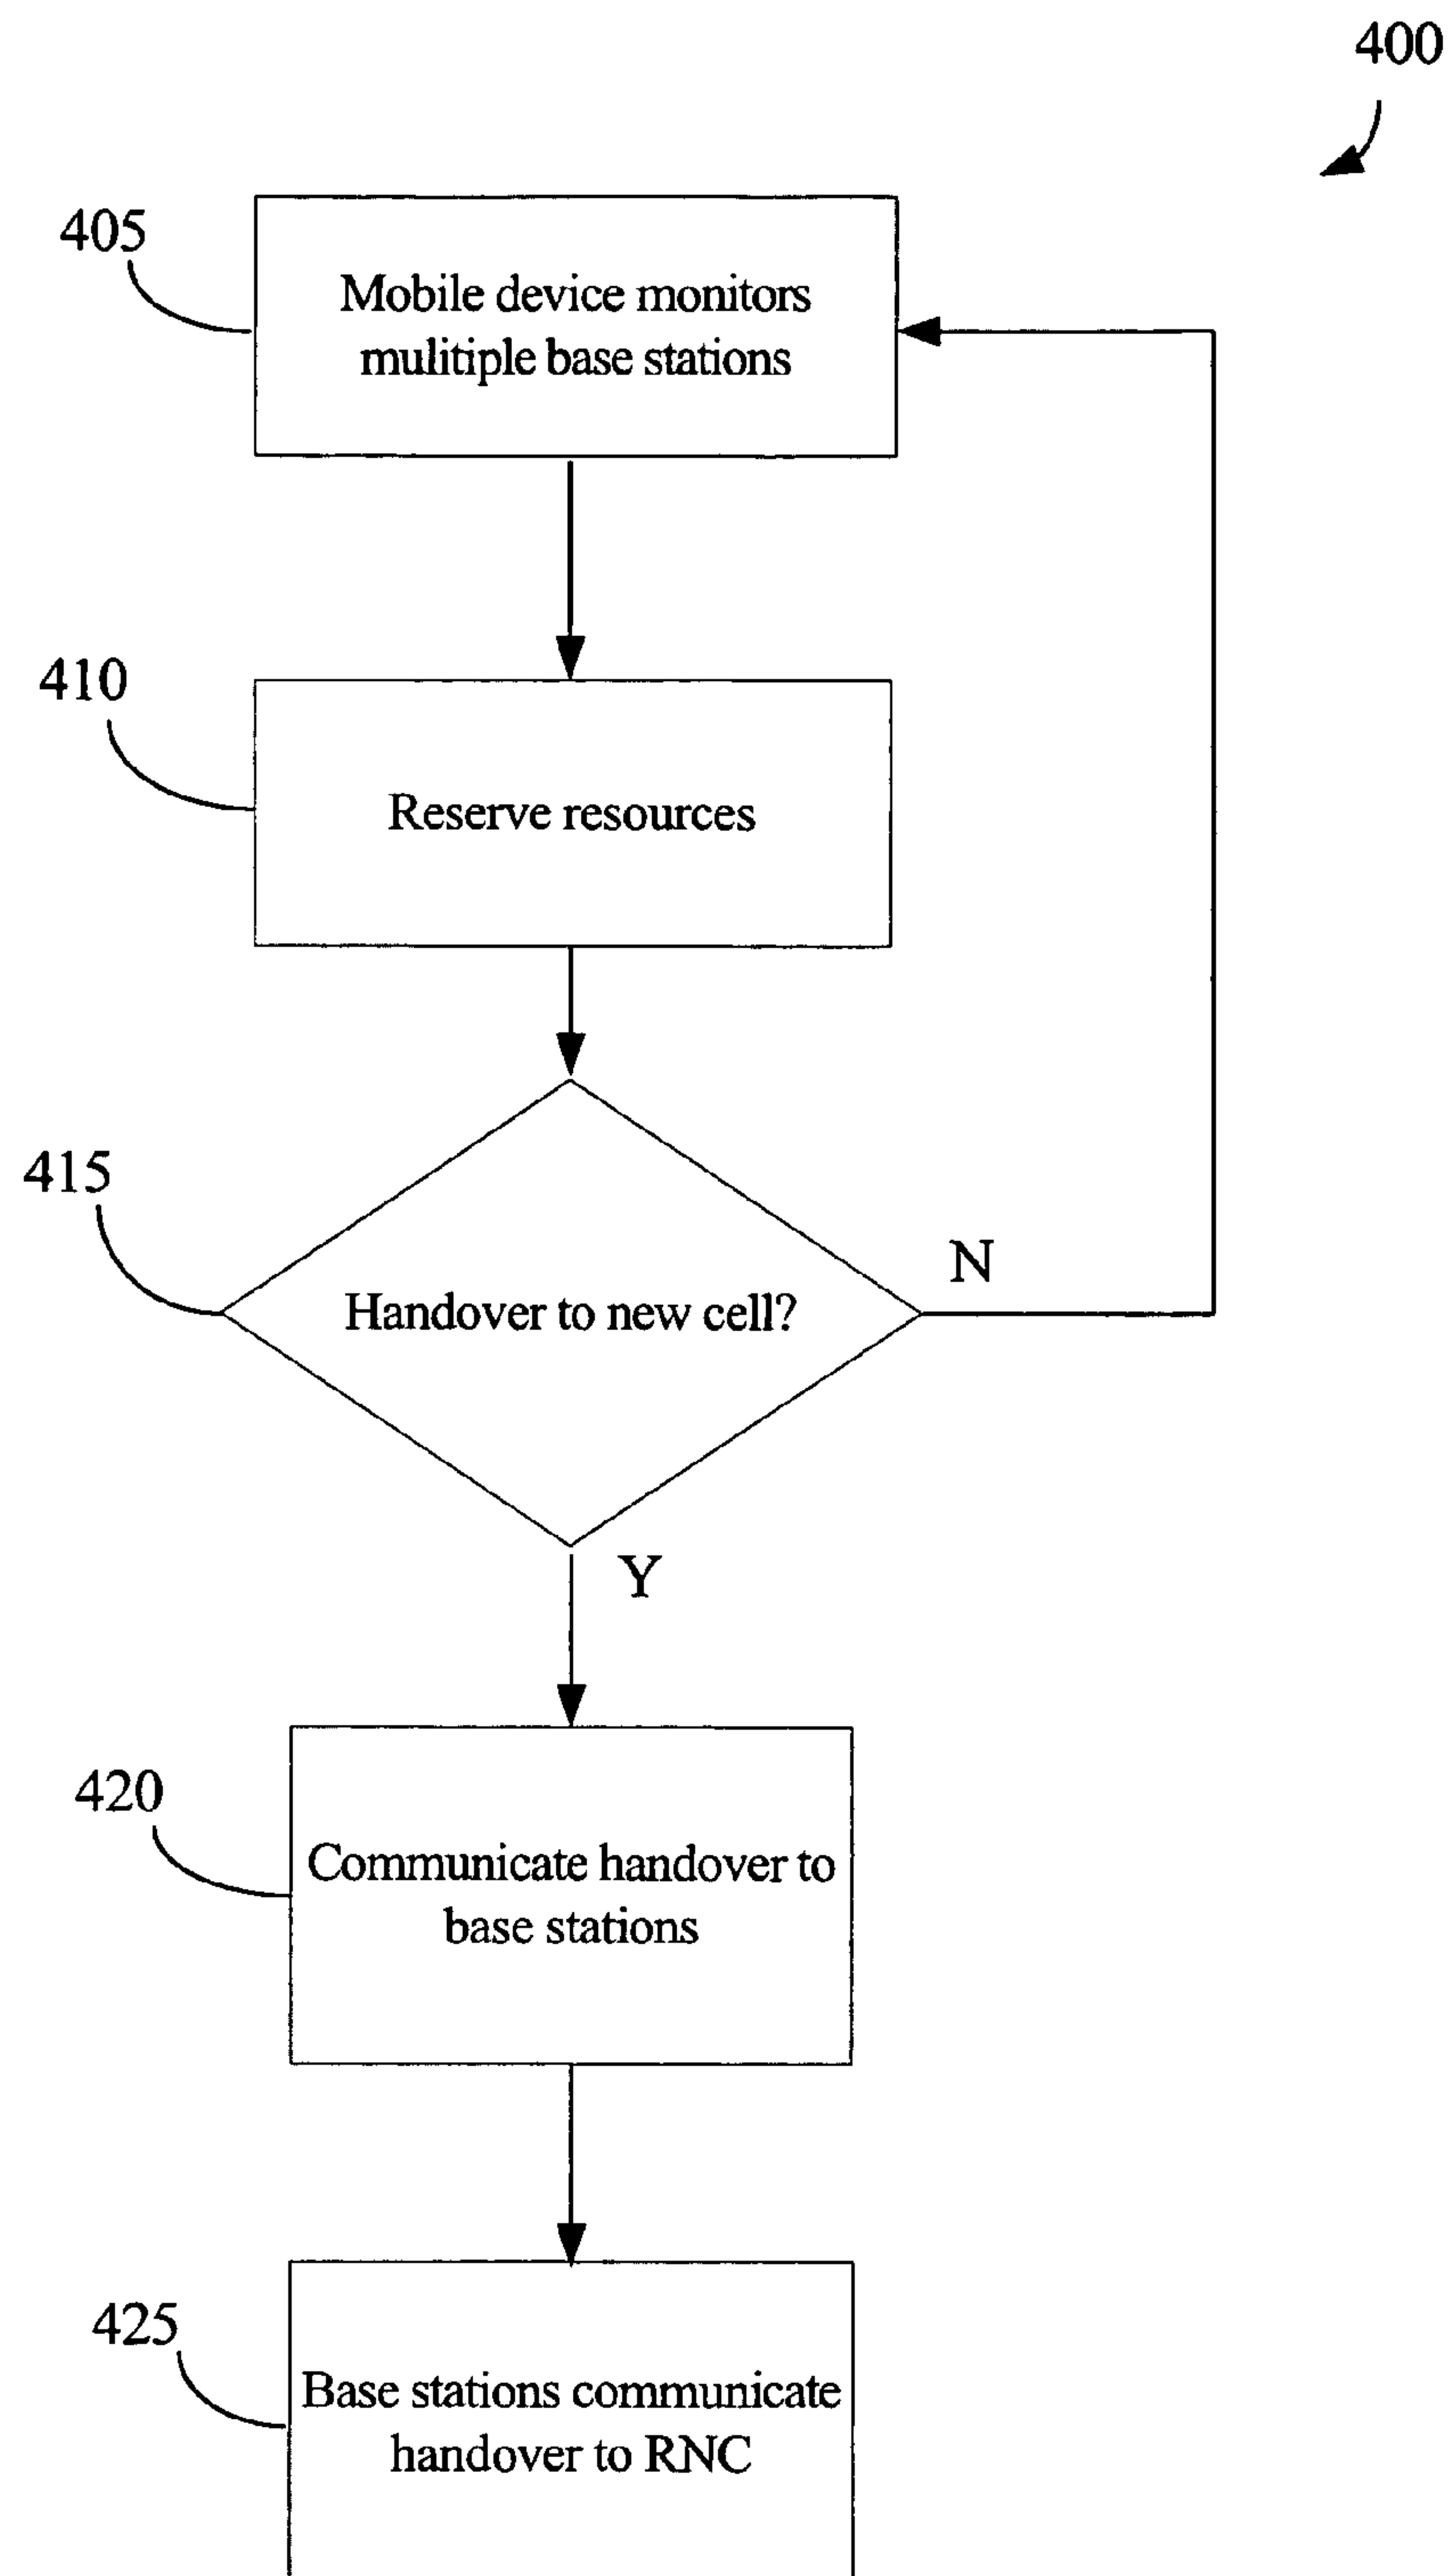 400
405
Mobile device monitors
mulitiple base stations
410
Reserve resources
415
Handover to new cell?
N
Y
420
Communicate handover to
base stations
425
Base stations communicate
handover to RNC